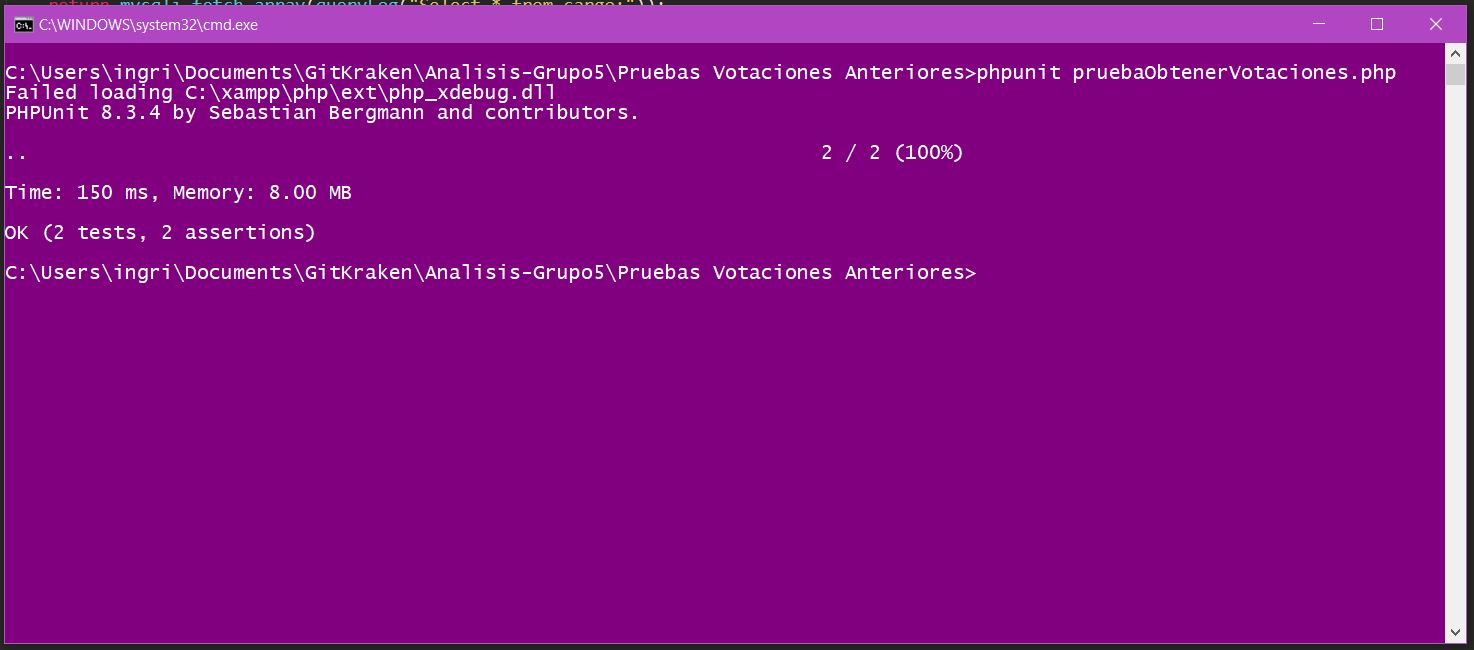 return mysqli_fetch_array(queryLog("Select * from cargo;"));
C:\WINDOWS\system32\cmd.exe
C:\Users\ingri\Documents\GitKraken\Analisis-Grupo5\Pruebas Votaciones Anteriores>phpunit pruebaObtenerVotaciones.php
Failed loading C:\xampp\php\ext\php_xdebug.dll
PHPUnit 8.3.4 by Sebastian Bergmann and contributors.
.. 2 / 2 (100%)
Time: 150 ms, Memory: 8.00 MB
OK (2 tests, 2 assertions)
C:\Users\ingri\Documents\GitKraken\Analisis-Grupo5\Pruebas Votaciones Anteriores>